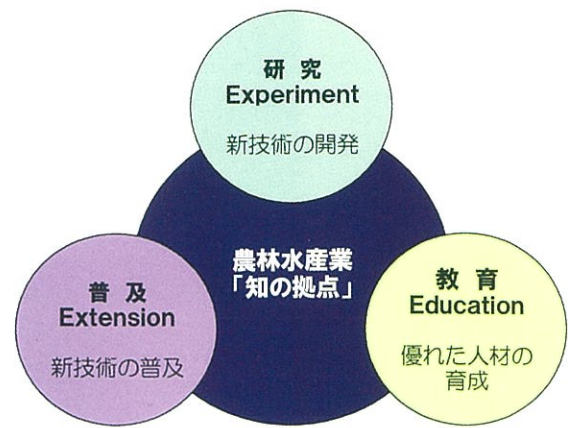 研 究
Experiment
新技術の開発
農林水産業
「知の拠点」
普 及
Extension
新技術の普及
教 育
Education
優れた人材の
育成